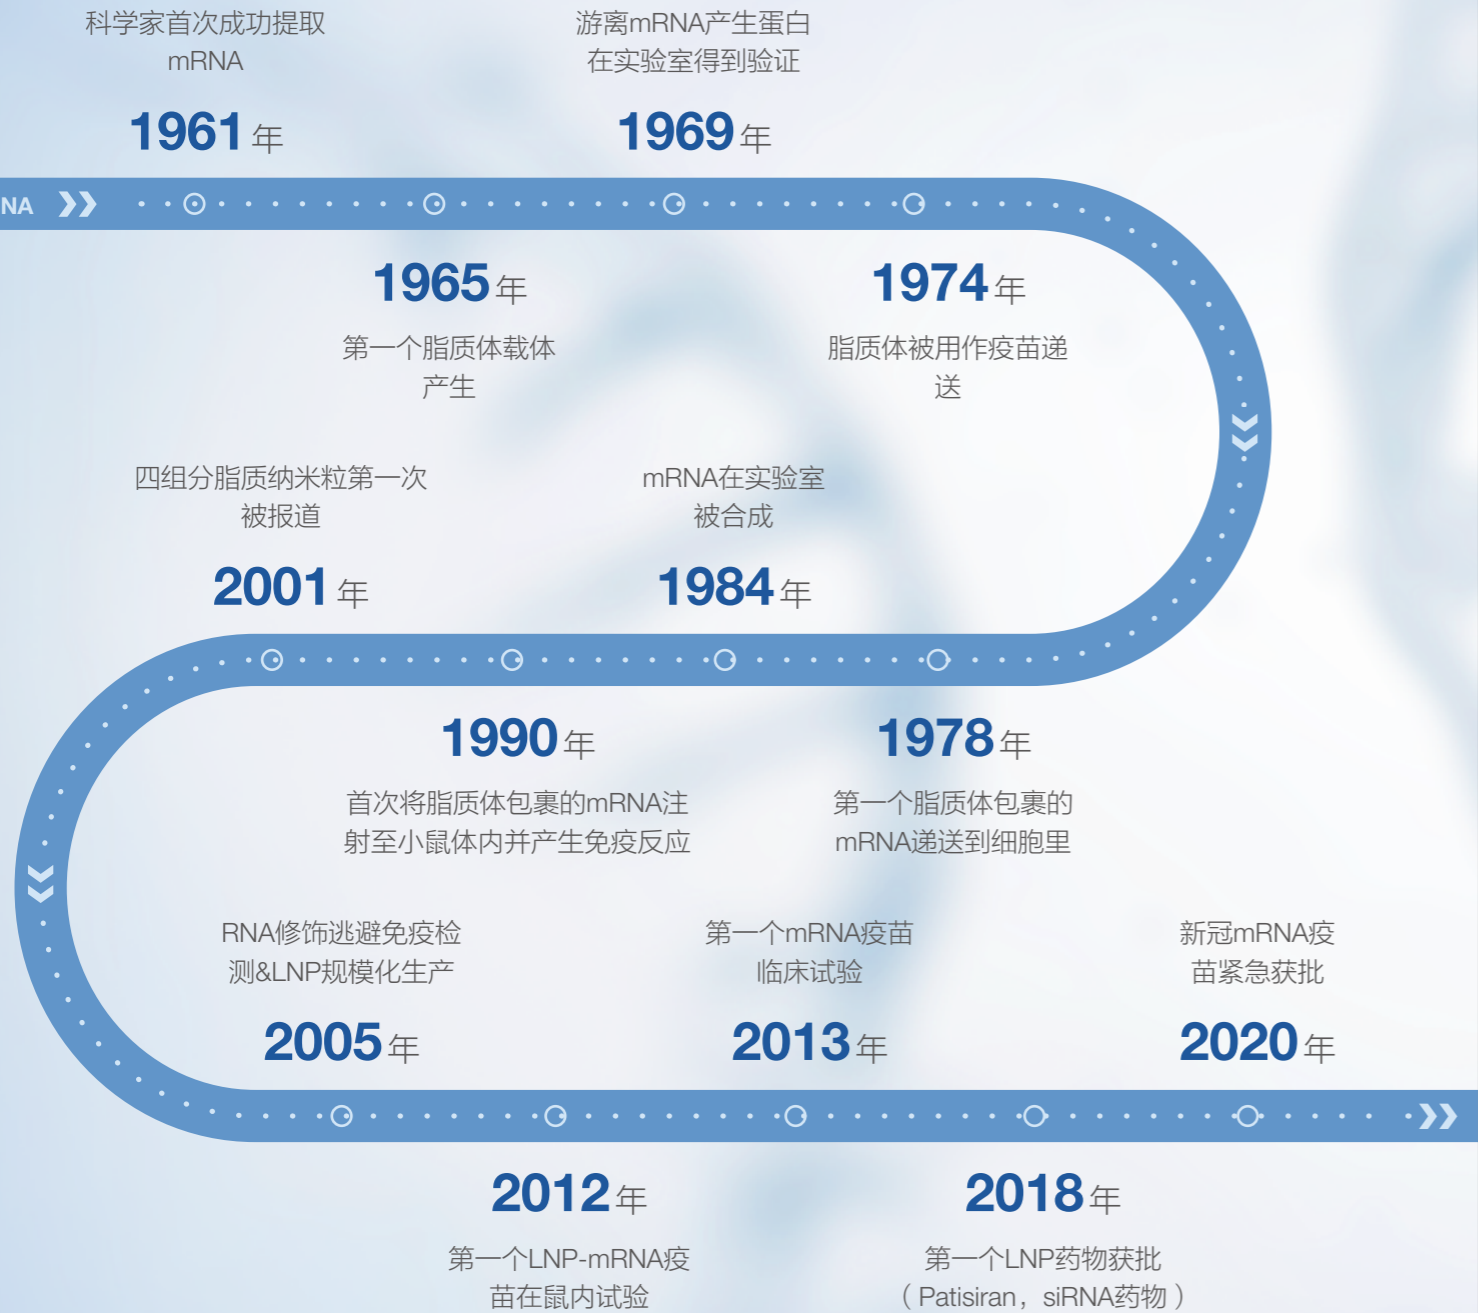 科学家首次成功提取
mRNA
1961年
游离mRNA产生蛋白
在实验室得到验证
1969年
NA
1965年
第一个脂质体载体
产生
1974年
脂质体被用作疫苗递
送
四组分脂质纳米粒第一次
被报道
2001年
mRNA在实验室
被合成
1984年
1990年
首次将脂质体包裹的mRNA注
射至小鼠体内并产生免疫反应
1978年
第一个脂质体包裹的
mRNA递送到细胞里
RNA修饰逃避免疫检
测&LNP规模化生产
2005年
第一个mRNA疫苗
临床试验
2013年
新冠mRNA疫
苗紧急获批
2020年
2012年
第一个LNP-mRNA疫
苗在鼠内试验
2018年
第一个LNP药物获批
（Patisiran，siRNA药物）